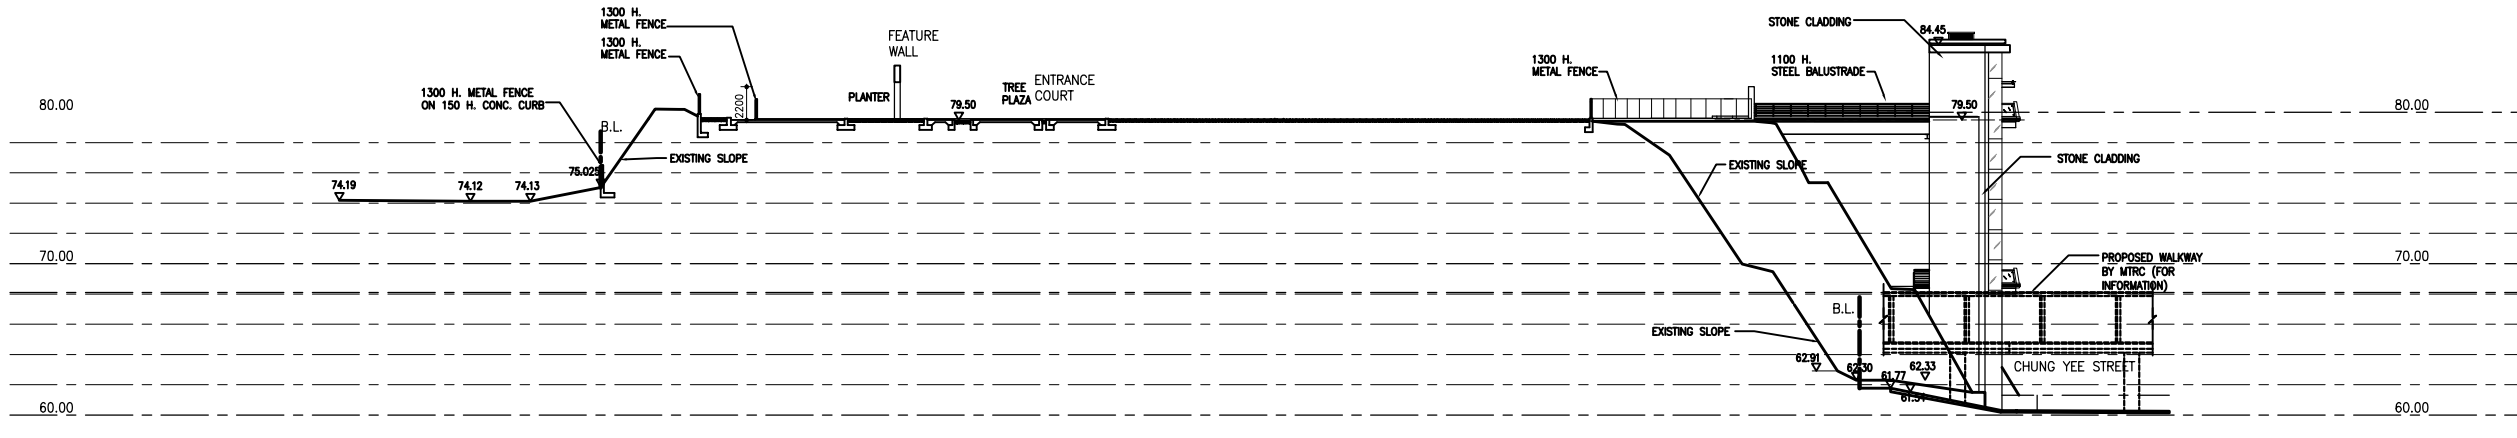 1300 H.
METAL FENCE
1300 H.
METAL FENCE
1300 H. METAL FENCE
ON 150 H. CONC. CURB
80.00
B.L.
2200
FEATURE
WALL
PLANTER
79.50
TREE
PLAZA
ENTRANCE
COURT
1300 H.
METAL FENCE
1100 H.
STEEL BALUSTRADE
STONE CLADDING
84.45
79.50
80.00
EXISTING SLOPE
75.025
74.19
74.12
74.13
EXISTING SLOPE
STONE CLADDING
70.00
PROPOSED WALKWAY
BY MTRC (FOR
INFORMATION)
70.00
B.L.
EXISTING SLOPE
62.91
62.30
61.77
62.33
CHUNG YEE STREET
60.00
60.00